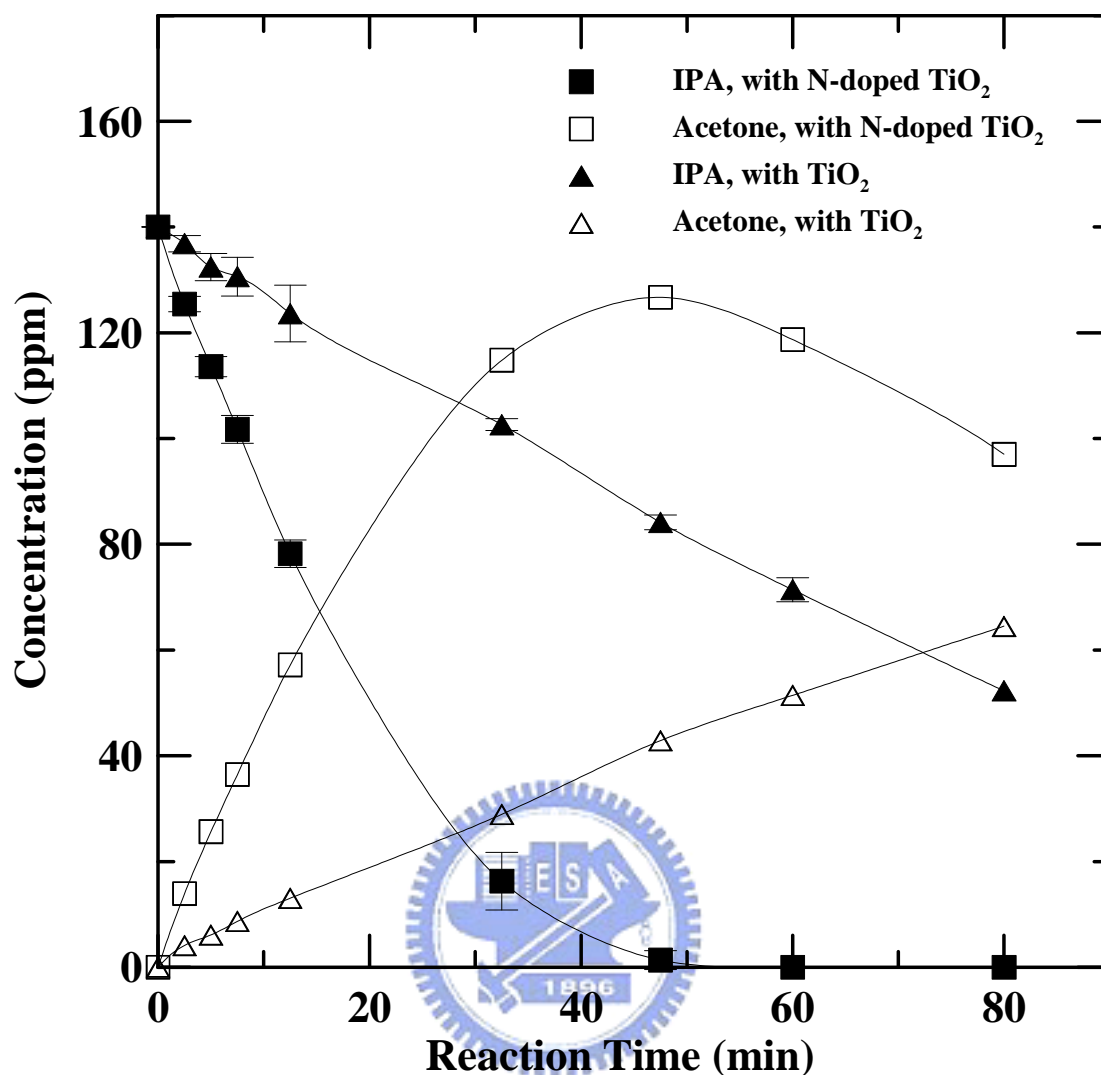 IPA, with N-doped TiO₂
Acetone, with N-doped TiO₂
IPA, with TiO₂
Acetone, with TiO₂
160
120
80
40
0
0 20 40 60 80
Concentration (ppm)
Reaction Time (min)
E S A
1896